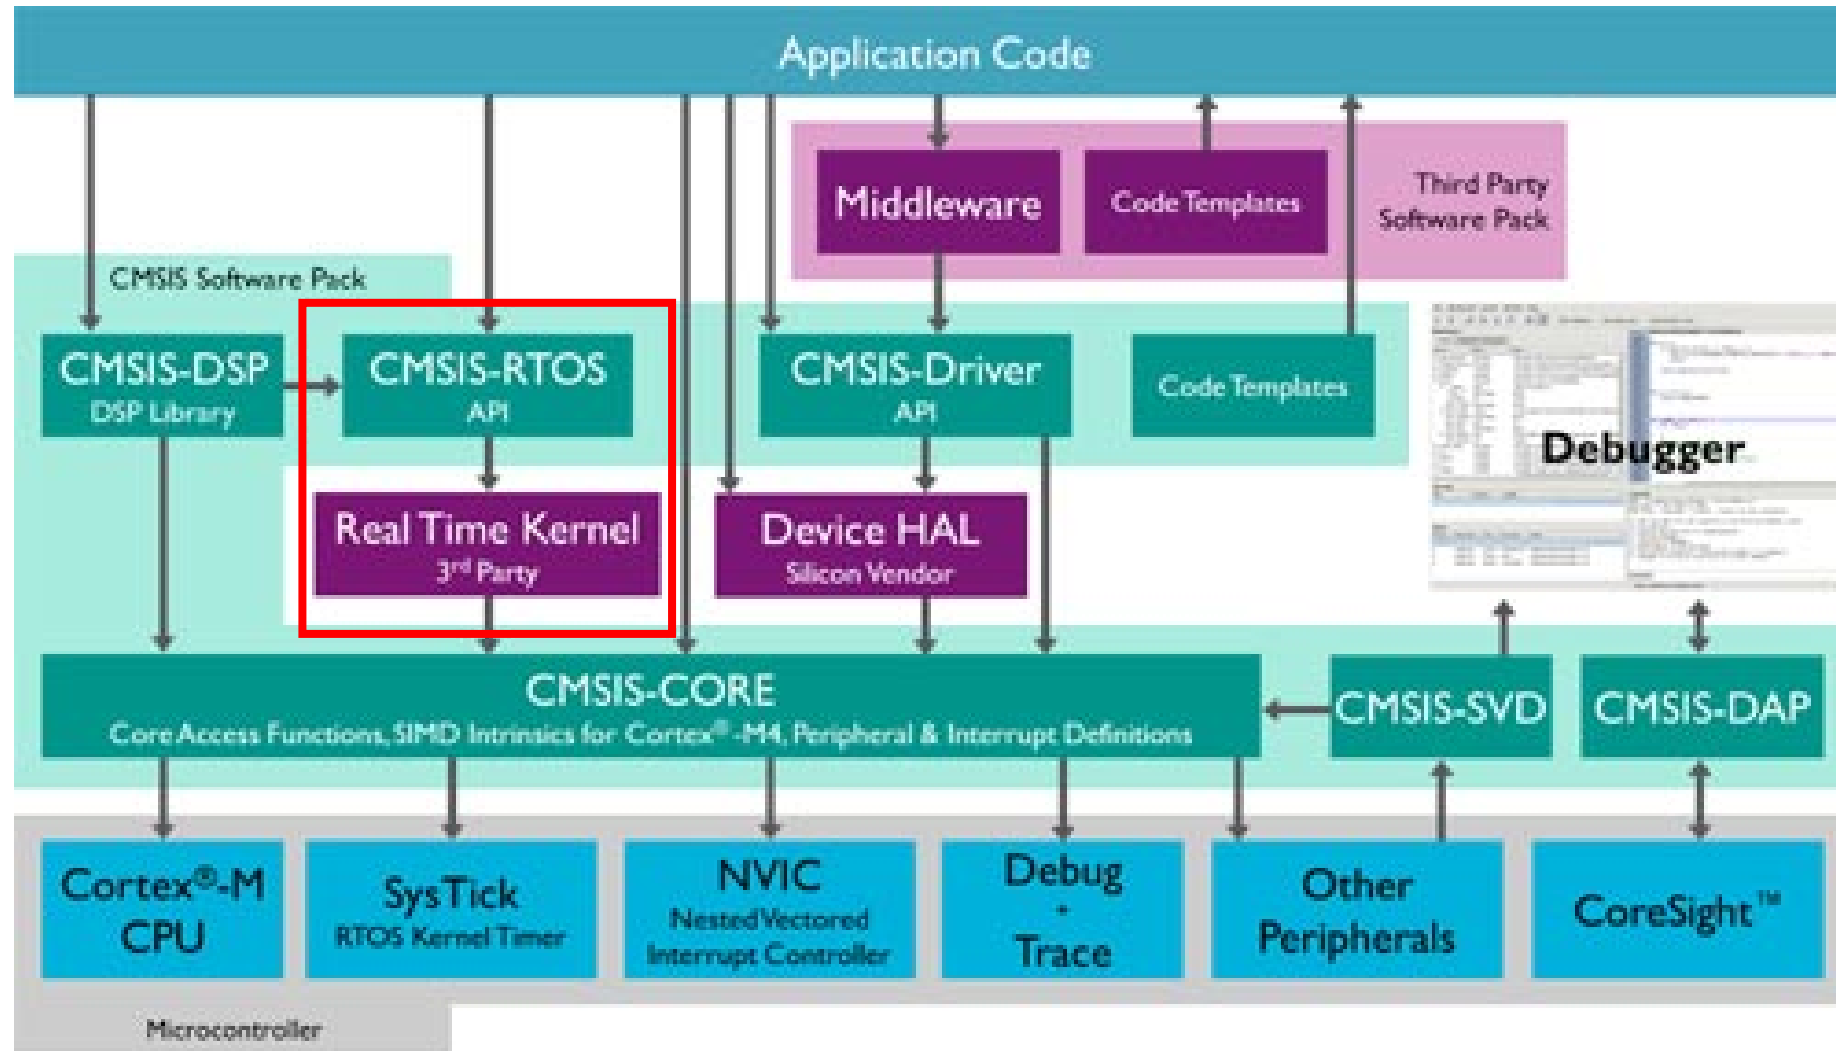 Application Code
Middleware
Code Templates
Third Party
Software Pack
CMSIS Software Pack
CMSIS-DSP
DSP Library
CMSIS-RTOS
API
CMSIS-Driver
API
Code Templates
Debugger
Real Time Kernel
3rd Party
Device HAL
Silicon Vendor
CMSIS-CORE
Core Access Functions, SIMD Intrinsics for Cortex®-M4, Peripheral & Interrupt Definitions
CMSIS-SVD
CMSIS-DAP
Cortex®-M
CPU
SysTick
RTOS Kernel Timer
NVIC
Nested Vectored
Interrupt Controller
Debug
-
Trace
Other
Peripherals
CoreSight™
Microcontroller